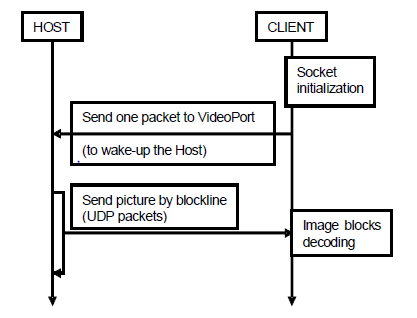 HOST
CLIENT
Socket
initialization
Send one packet to VideoPort
(to wake-up the Host)
Send picture by blockline
(UDP packets)
Image blocks
decoding